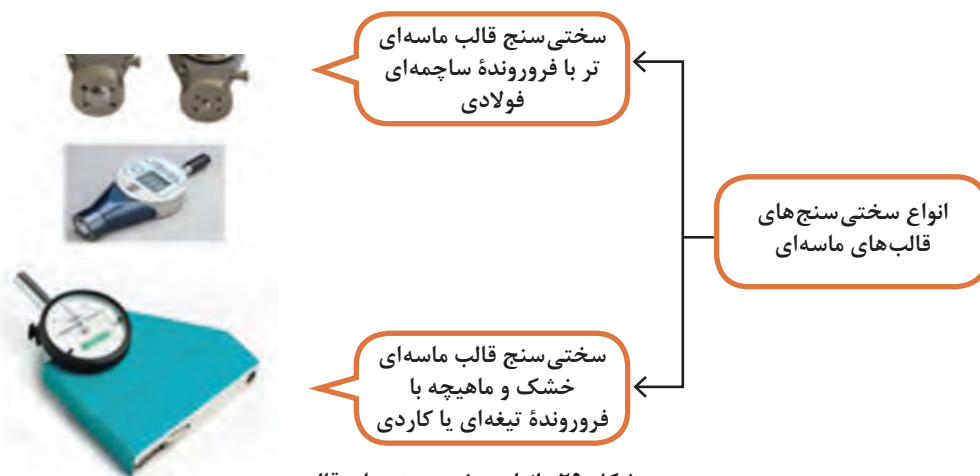 انواع سختی‌سنج‌های
قالب‌های ماسه‌ای
سختی‌سنج قالب ماسه‌ای
تر با فروروندهٔ ساچمه‌ای
فولادی
سختی‌سنج قالب ماسه‌ای
خشک و ماهیچه با
فروروندهٔ تیغه‌ای یا کاردی